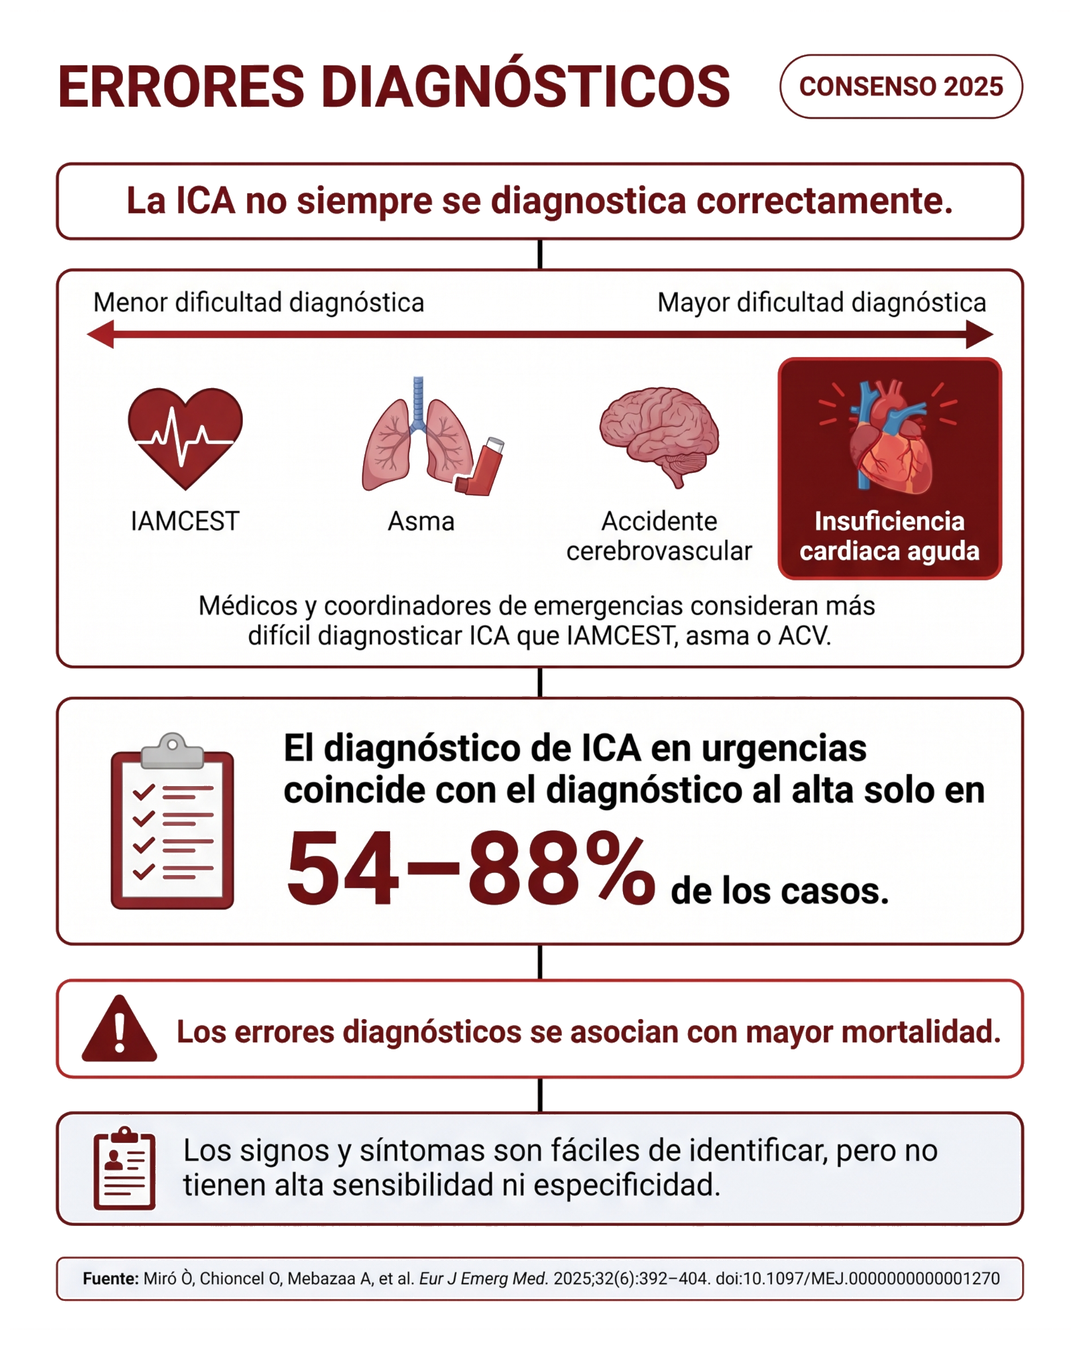 ERRORES DIAGNÓSTICOS
CONSENSO 2025
La ICA no siempre se diagnostica correctamente.
Menor dificultad diagnóstica
Mayor dificultad diagnóstica
IAMCEST
Asma
Accidente
cerebrovascular
Insuficiencia
cardiaca aguda
Médicos y coordinadores de emergencias consideran más
difícil diagnosticar ICA que IAMCEST, asma o ACV.
El diagnóstico de ICA en urgencias
coincide con el diagnóstico al alta solo en
54–88% de los casos.
Los errores diagnósticos se asocian con mayor mortalidad.
Los signos y síntomas son fáciles de identificar, pero no
tienen alta sensibilidad ni especificidad.
Fuente: Miró Ò, Chioncel O, Mebazaa A, et al. Eur J Emerg Med. 2025;32(6):392–404. doi:10.1097/MEJ.0000000000001270